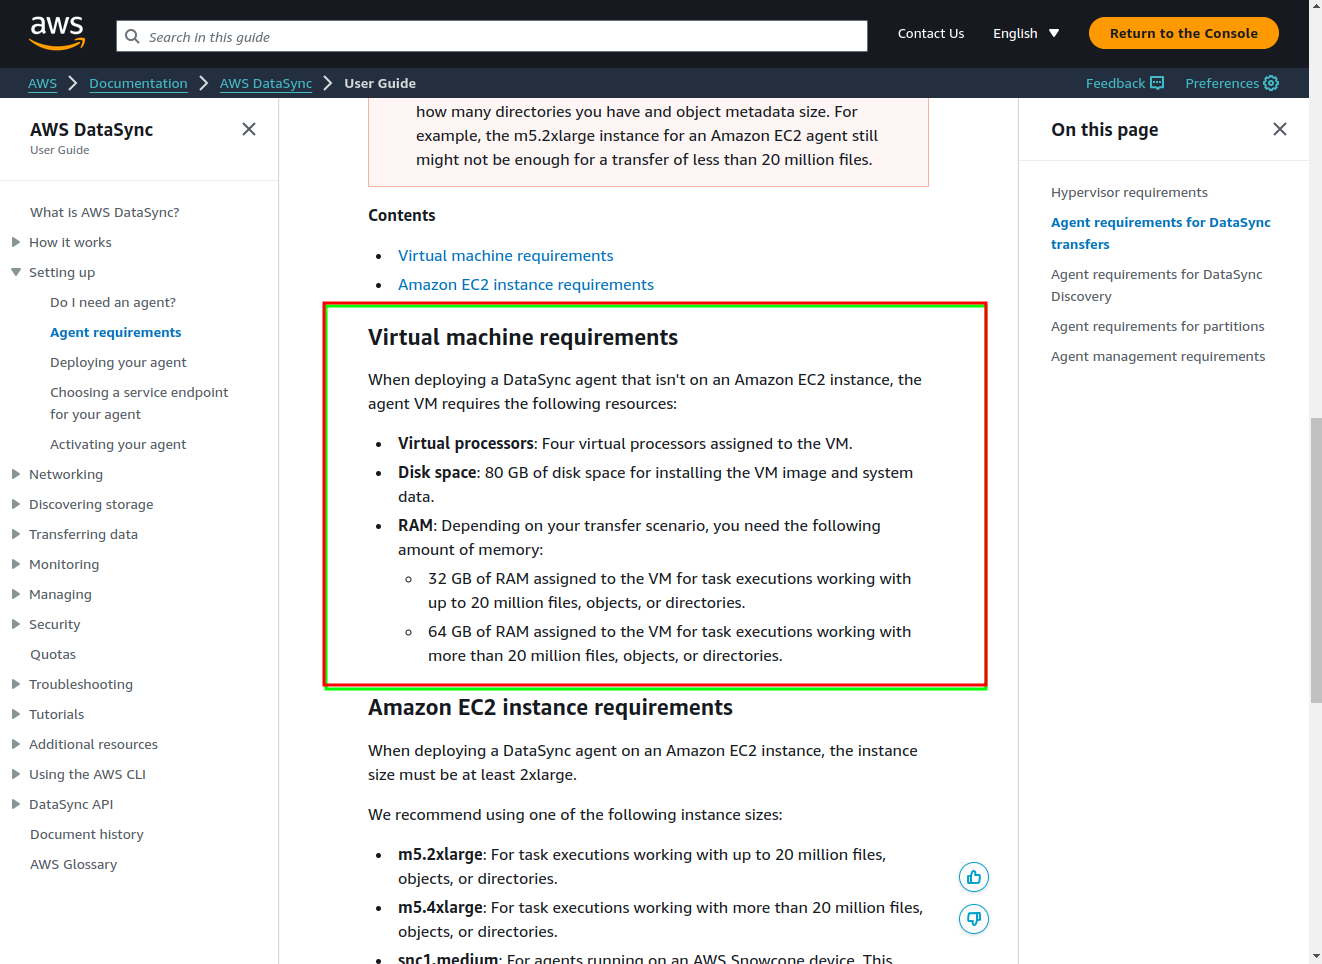 aws
Search in this guide
Contact Us
English
Return to the Console
AWS
Documentation
AWS DataSync
User Guide
Feedback
Preferences
AWS DataSync
User Guide
What is AWS DataSync?
How it works
Setting up
Do I need an agent?
Agent requirements
Deploying your agent
Choosing a service endpoint
for your agent
Activating your agent
Networking
Discovering storage
Transferring data
Monitoring
Managing
Security
Quotas
Troubleshooting
Tutorials
Additional resources
Using the AWS CLI
DataSync API
Document history
AWS Glossary
how many directories you have and object metadata size. For
example, the m5.2xlarge instance for an Amazon EC2 agent still
might not be enough for a transfer of less than 20 million files.
Contents
• Virtual machine requirements
• Amazon EC2 instance requirements
Virtual machine requirements
When deploying a DataSync agent that isn't on an Amazon EC2 instance, the
agent VM requires the following resources:
• Virtual processors: Four virtual processors assigned to the VM.
• Disk space: 80 GB of disk space for installing the VM image and system
data.
• RAM: Depending on your transfer scenario, you need the following
amount of memory:
◦ 32 GB of RAM assigned to the VM for task executions working with
up to 20 million files, objects, or directories.
◦ 64 GB of RAM assigned to the VM for task executions working with
more than 20 million files, objects, or directories.
Amazon EC2 instance requirements
When deploying a DataSync agent on an Amazon EC2 instance, the instance
size must be at least 2xlarge.
We recommend using one of the following instance sizes:
• m5.2xlarge: For task executions working with up to 20 million files,
objects, or directories.
• m5.4xlarge: For task executions working with more than 20 million files,
objects, or directories.
• snc1.medium: For agents running on an AWS Snowcone device. This
On this page
Hypervisor requirements
Agent requirements for DataSync
transfers
Agent requirements for DataSync
Discovery
Agent requirements for partitions
Agent management requirements